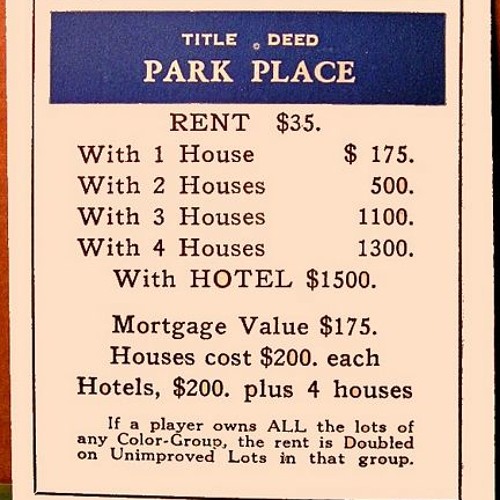 TITLE © DEED
PARK PLACE
RENT $35.
With 1 House $ 175.
With 2 Houses 500.
With 3 Houses 1100.
With 4 Houses 1300.
With HOTEL $1500.
Mortgage Value $175.
Houses cost $200. each
Hotels, $200. plus 4 houses
If a player owns ALL the lots of
any Color-Group, the rent is Doubled
on Unimproved Lots in that group.